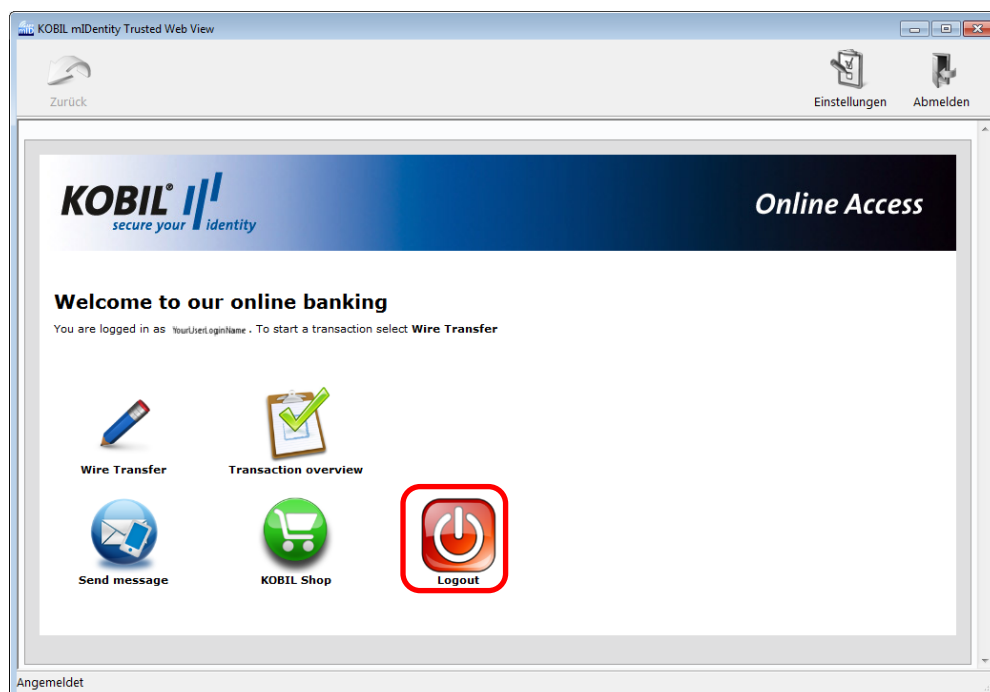 KOBIL mIDentity Trusted Web View
Zurück
Einstellungen
Abmelden
KOBIL®
secure your identity
Online Access
Welcome to our online banking
You are logged in as YourUserLoginName . To start a transaction select Wire Transfer
Wire Transfer
Transaction overview
Send message
KOBIL Shop
Logout
Angemeldet